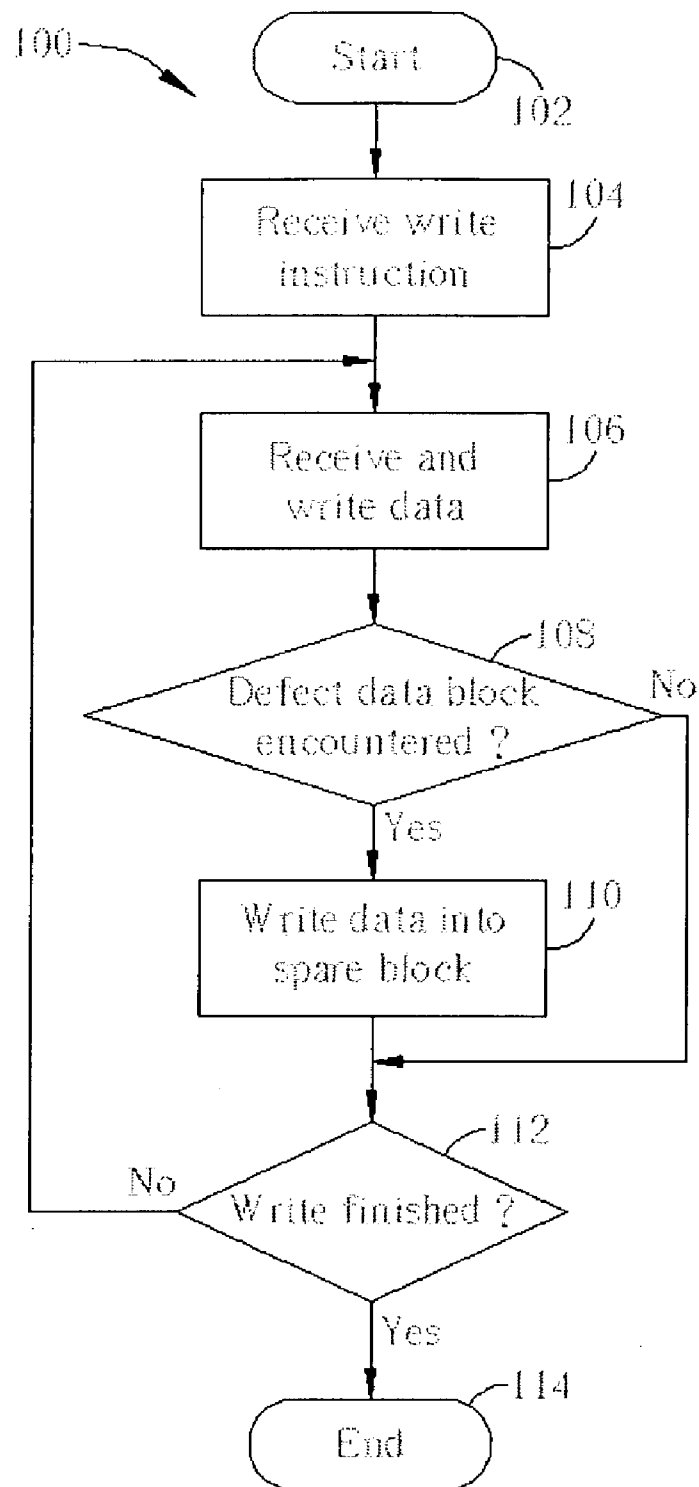 100
Start
102
104
Receive write
instruction
106
Receive and
write data
108
Defect data block
encountered ?
No
Yes
110
Write data into
spare block
112
No
Write finished ?
Yes
114
End